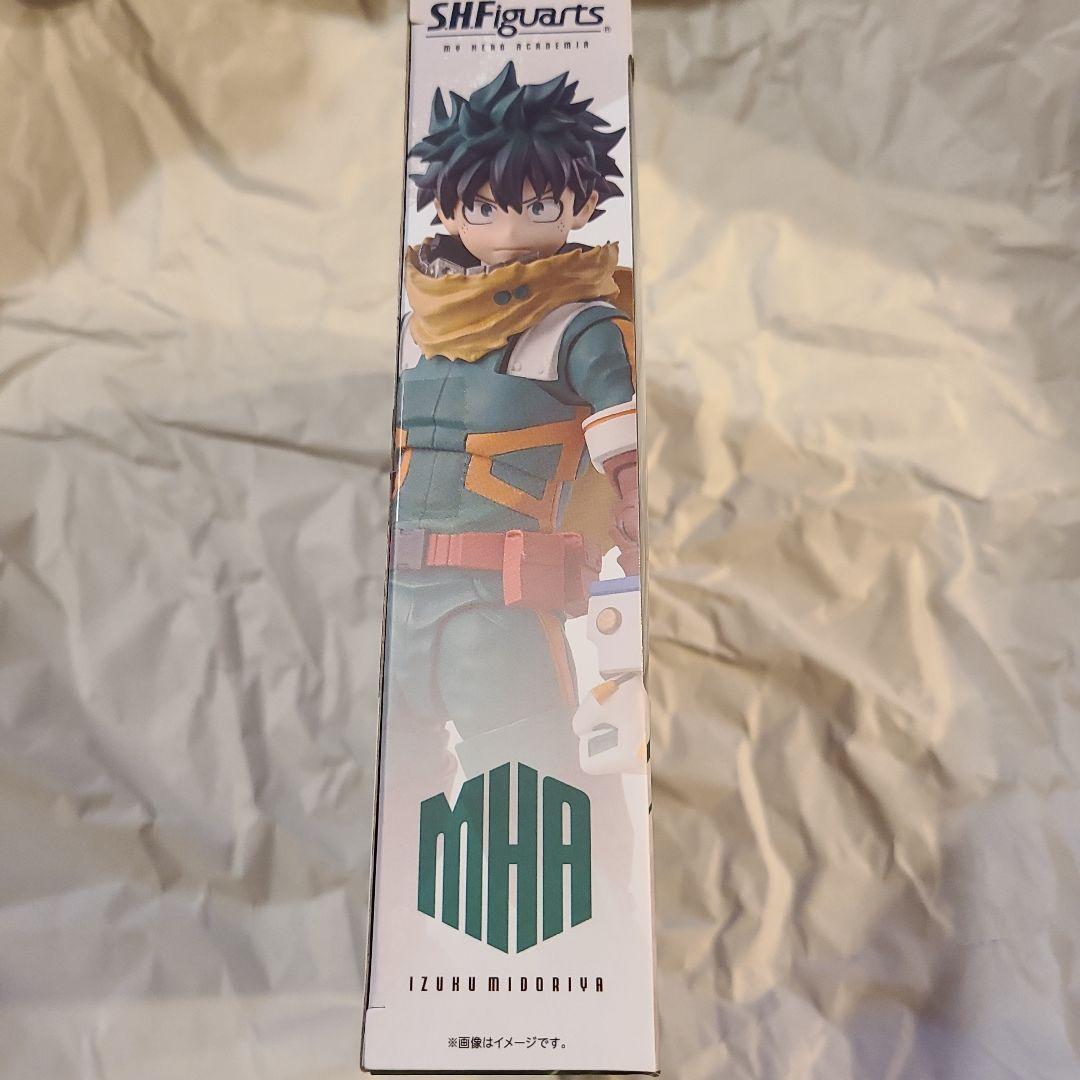 S.H.Figuarts®
MY HERO ACADEMIA
MHA
IZUKU MIDORIYA
※画像はイメージです。